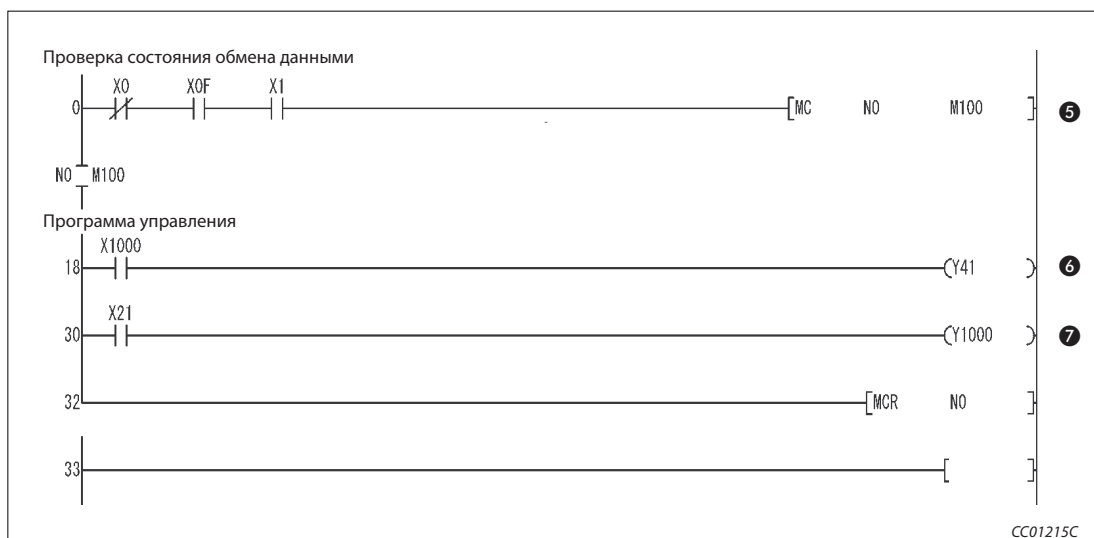 Проверка состояния обмена данными
X0 X0F X1
0 [MC N0 M100 ] 5
N0 M100
Программа управления
X1000
18 (Y41 ) 6
X21
30 (Y1000 ) 7
32 [MCR N0 ]
33 [ ]
CC01215C